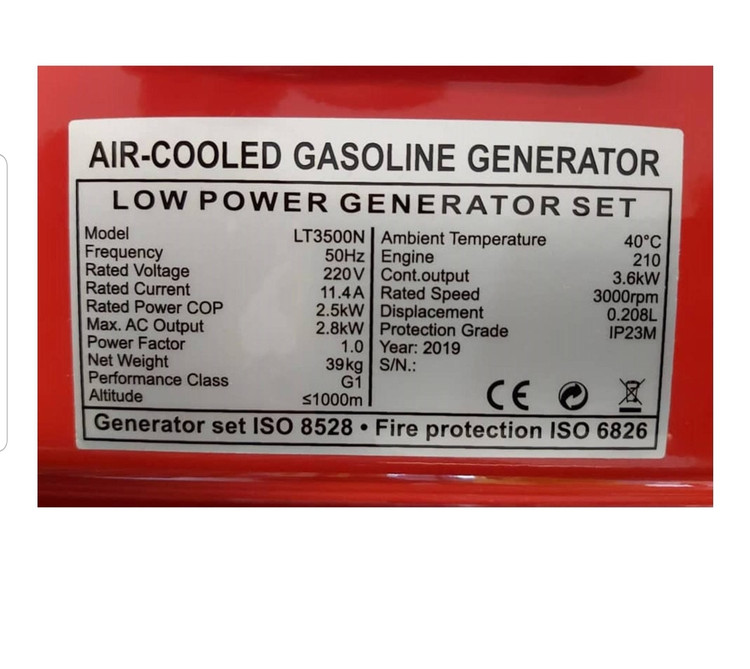 AIR-COOLED GASOLINE GENERATOR
LOW POWER GENERATOR SET
Model LT3500N
Frequency 50Hz
Rated Voltage 220V
Rated Current 11.4A
Rated Power COP 2.5kW
Max. AC Output 2.8kW
Power Factor 1.0
Net Weight 39kg
Performance Class G1
Altitude ≤1000m
Ambient Temperature 40°C
Engine 210
Cont.output 3.6kW
Rated Speed 3000rpm
Displacement 0.208L
Protection Grade IP23M
Year: 2019
S/N.:
CE
Generator set ISO 8528 • Fire protection ISO 6826